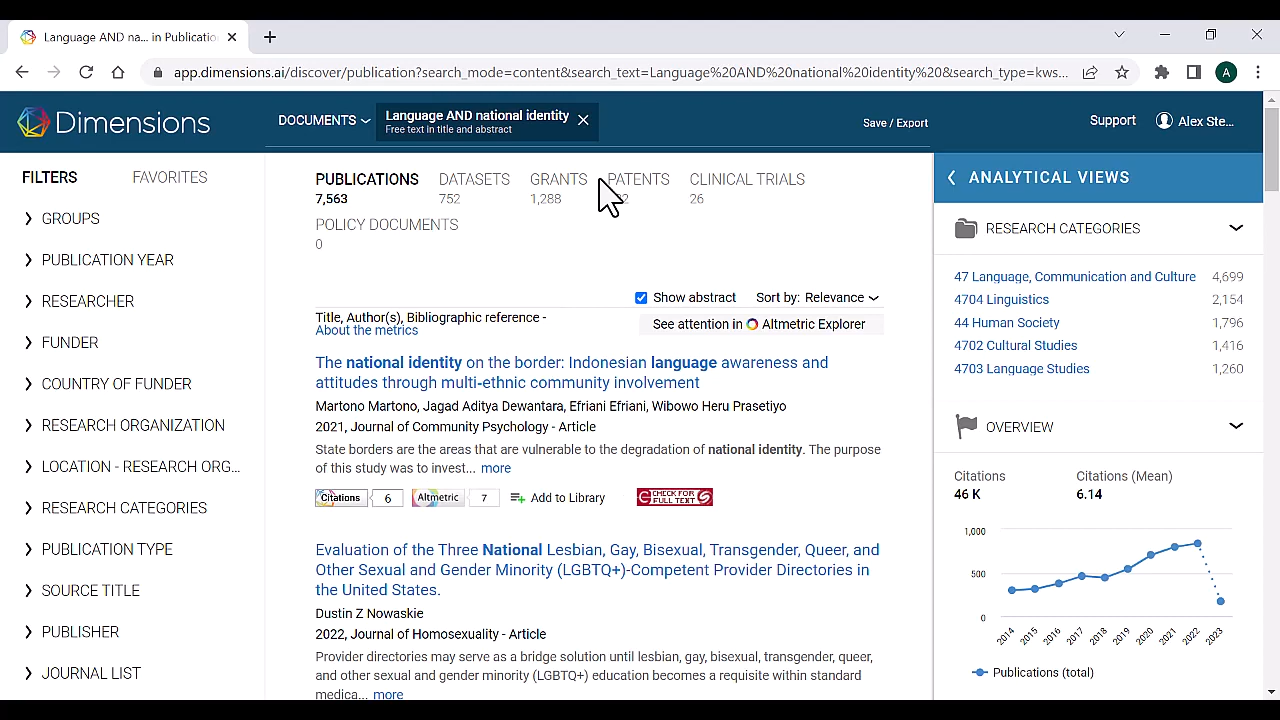 Language AND na... in Publicatio
app.dimensions.ai/discover/publication?search_mode=content&search_text=Language%20AND%20national%20identity%20&search_type=kws...
A
Dimensions
DOCUMENTS
Language AND national identity
Free text in title and abstract
Save / Export
Support
Alex Ste...
FILTERS
FAVORITES
GROUPS
PUBLICATION YEAR
RESEARCHER
FUNDER
COUNTRY OF FUNDER
RESEARCH ORGANIZATION
LOCATION - RESEARCH ORG...
RESEARCH CATEGORIES
PUBLICATION TYPE
SOURCE TITLE
PUBLISHER
JOURNAL LIST
PUBLICATIONS
7,563
DATASETS
752
GRANTS
1,288
PATENTS
CLINICAL TRIALS
26
POLICY DOCUMENTS
0
Show abstract
Sort by: Relevance
Title, Author(s), Bibliographic reference -
About the metrics
See attention in Altmetric Explorer
The national identity on the border: Indonesian language awareness and
attitudes through multi-ethnic community involvement
Martono Martono, Jagad Aditya Dewantara, Efriani Efriani, Wibowo Heru Prasetiyo
2021, Journal of Community Psychology - Article
State borders are the areas that are vulnerable to the degradation of national identity. The purpose
of this study was to invest... more
Citations 6
Altmetric 7
Add to Library
CHECK FOR
FULL TEXT
Evaluation of the Three National Lesbian, Gay, Bisexual, Transgender, Queer, and
Other Sexual and Gender Minority (LGBTQ+)-Competent Provider Directories in
the United States.
Dustin Z Nowaskie
2022, Journal of Homosexuality - Article
Provider directories may serve as a bridge solution until lesbian, gay, bisexual, transgender, queer,
and other sexual and gender minority (LGBTQ+) education becomes a requisite within standard
medica... more
ANALYTICAL VIEWS
RESEARCH CATEGORIES
47 Language, Communication and Culture 4,699
4704 Linguistics 2,154
44 Human Society 1,796
4702 Cultural Studies 1,416
4703 Language Studies 1,260
OVERVIEW
Citations
46 K
Citations (Mean)
6.14
1,000
500
0
2014 2015 2016 2017 2018 2019 2020 2021 2022 2023
Publications (total)